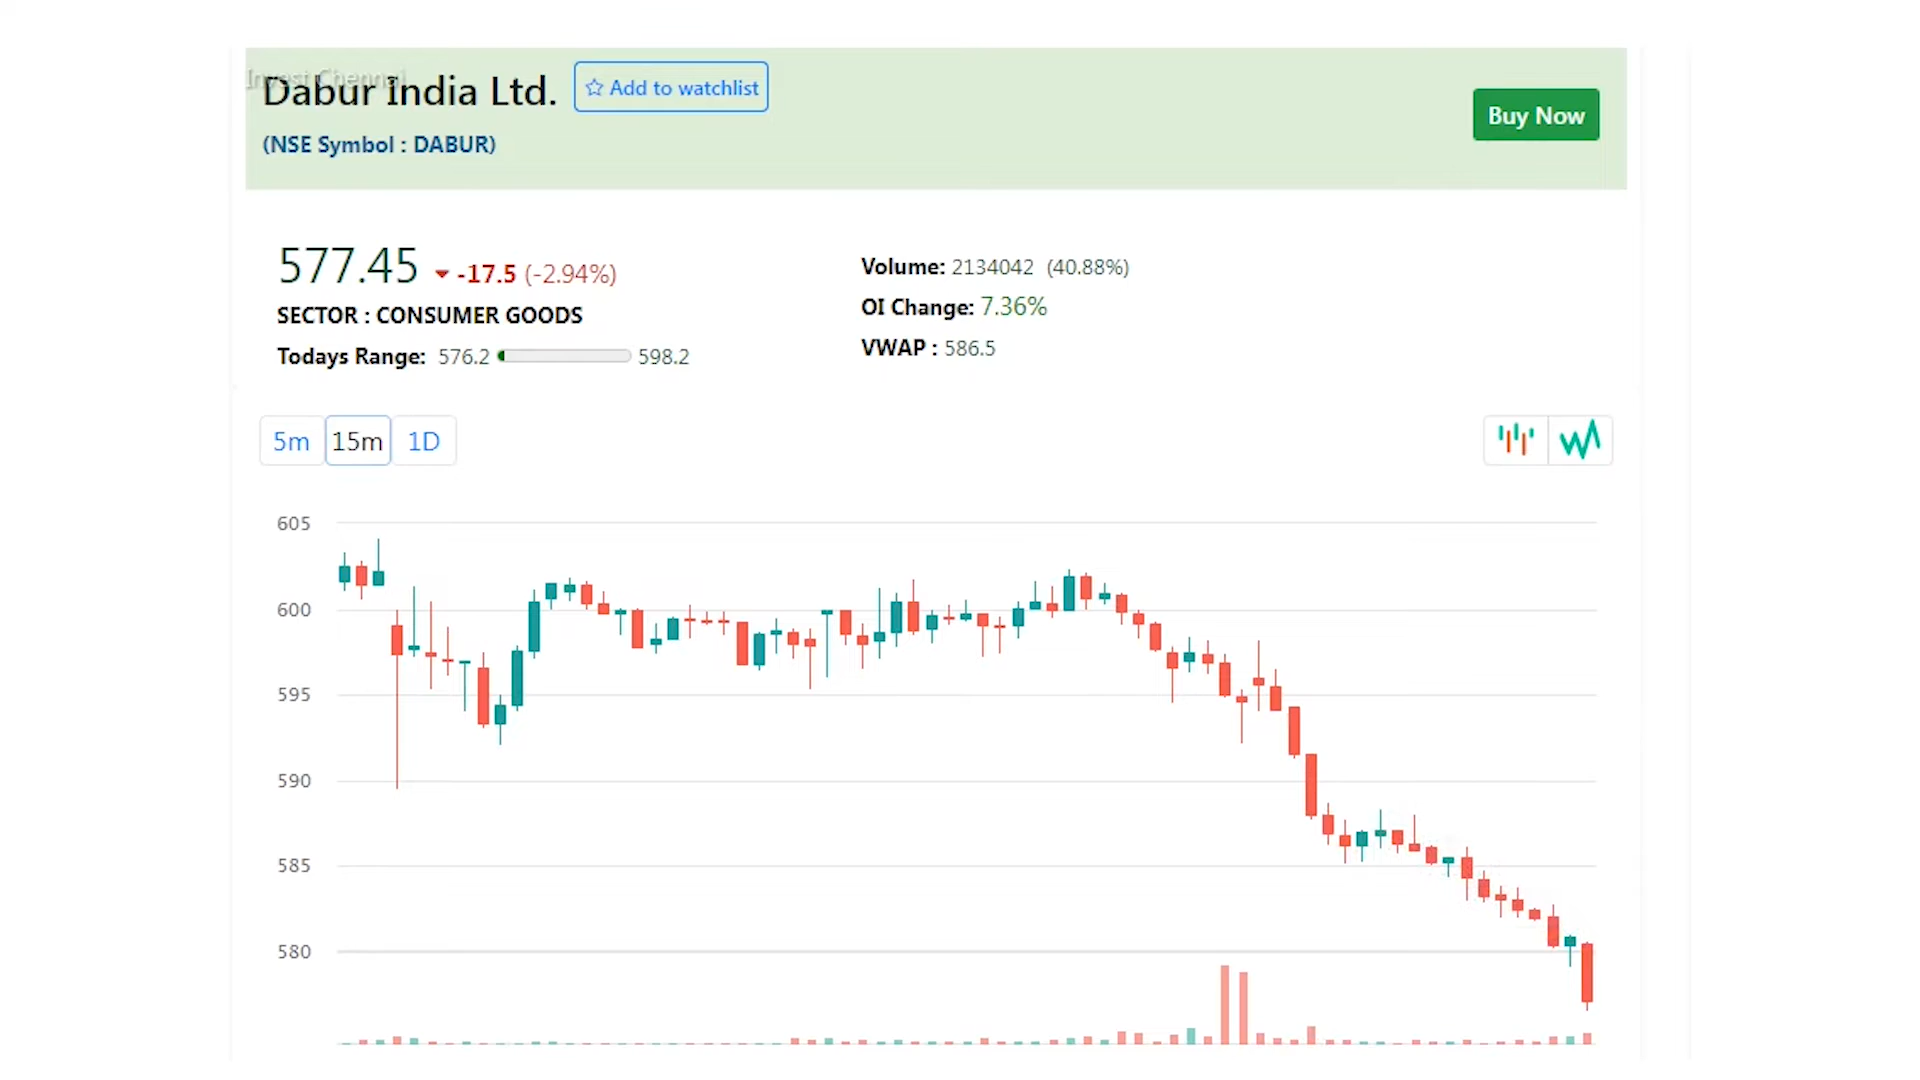 Invest Chennai
Dabur India Ltd.
Add to watchlist
(NSE Symbol : DABUR)
Buy Now
577.45 -17.5 (-2.94%)
SECTOR : CONSUMER GOODS
Todays Range: 576.2 598.2
Volume: 2134042 (40.88%)
OI Change: 7.36%
VWAP : 586.5
5m 15m 1D
605
600
595
590
585
580